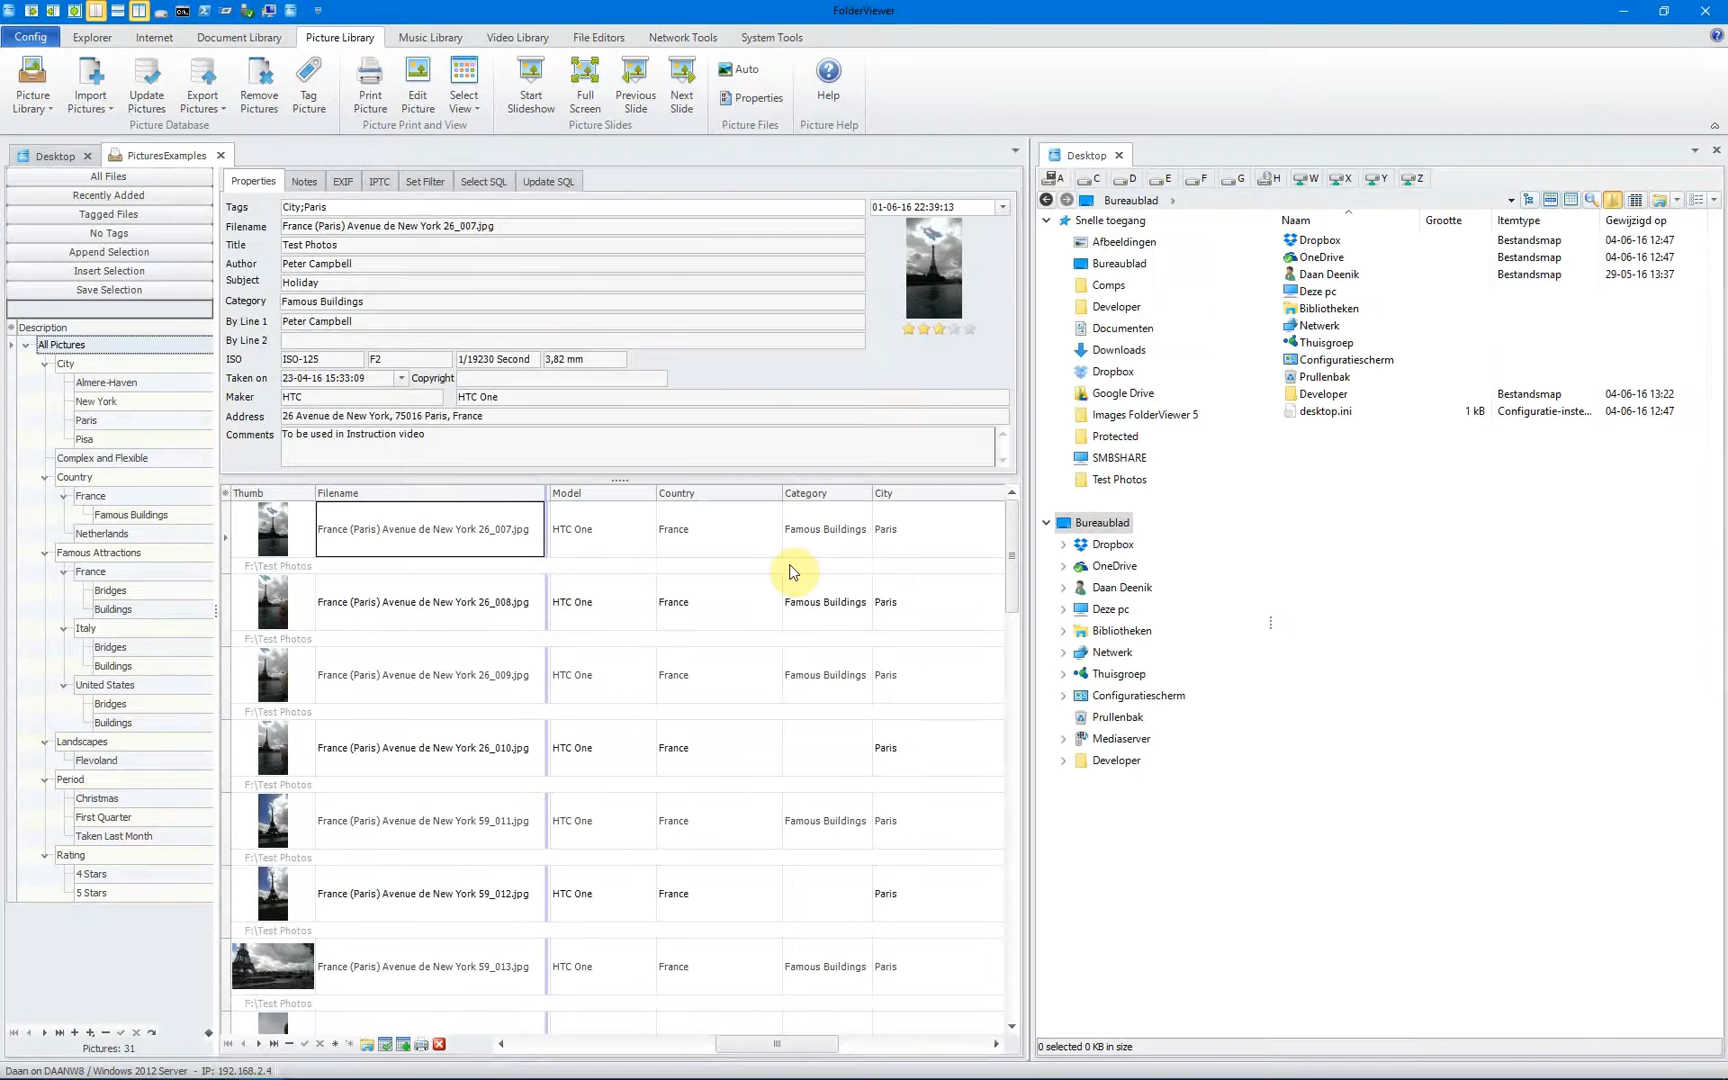 FolderViewer
Config Explorer Internet Document Library Picture Library Music Library Video Library File Editors Network Tools System Tools
Picture Library Import Pictures Update Pictures Export Pictures Remove Pictures Tag Picture Print Picture Edit Picture Select View Start Slideshow Full Screen Previous Slide Next Slide Auto Properties Help
Picture Database Picture Print and View Picture Slides Picture Files Picture Help
Desktop PicturesExamples
All Files
Recently Added
Tagged Files
No Tags
Append Selection
Insert Selection
Save Selection
Description
All Pictures
City
Almere-Haven
New York
Paris
Pisa
Complex and Flexible
Country
France
Famous Buildings
Netherlands
Famous Attractions
France
Bridges
Buildings
Italy
Bridges
Buildings
United States
Bridges
Buildings
Landscapes
Flevoland
Period
Christmas
First Quarter
Taken Last Month
Rating
4 Stars
5 Stars
Pictures: 31
Properties Notes EXIF IPTC Set Filter Select SQL Update SQL
Tags City;Paris 01-06-16 22:39:13
Filename France (Paris) Avenue de New York 26_007.jpg
Title Test Photos
Author Peter Campbell
Subject Holiday
Category Famous Buildings
By Line 1 Peter Campbell
By Line 2
ISO ISO-125 F2 1/19230 Second 3,82 mm
Taken on 23-04-16 15:33:09 Copyright
Maker HTC HTC One
Address 26 Avenue de New York, 75016 Paris, France
Comments To be used in Instruction video
Thumb Filename Model Country Category City
France (Paris) Avenue de New York 26_007.jpg HTC One France Famous Buildings Paris
F:\Test Photos
France (Paris) Avenue de New York 26_008.jpg HTC One France Famous Buildings Paris
F:\Test Photos
France (Paris) Avenue de New York 26_009.jpg HTC One France Famous Buildings Paris
F:\Test Photos
France (Paris) Avenue de New York 26_010.jpg HTC One France Paris
F:\Test Photos
France (Paris) Avenue de New York 59_011.jpg HTC One France Famous Buildings Paris
F:\Test Photos
France (Paris) Avenue de New York 59_012.jpg HTC One France Paris
F:\Test Photos
France (Paris) Avenue de New York 59_013.jpg HTC One France Famous Buildings Paris
F:\Test Photos
Desktop
A C D E F G H W X Y Z
Bureaublad
Snelle toegang
Afbeeldingen
Bureaublad
Comps
Developer
Documenten
Downloads
Dropbox
Google Drive
Images FolderViewer 5
Protected
SMBSHARE
Test Photos
Bureaublad
Dropbox
OneDrive
Daan Deenik
Deze pc
Bibliotheken
Netwerk
Thuisgroep
Configuratiescherm
Prullenbak
Mediaserver
Developer
Naam Grootte Itemtype Gewijzigd op
Dropbox Bestandsmap 04-06-16 12:47
OneDrive Bestandsmap 04-06-16 12:47
Daan Deenik Bestandsmap 29-05-16 13:37
Deze pc
Bibliotheken
Netwerk
Thuisgroep
Configuratiescherm
Prullenbak
Developer Bestandsmap 04-06-16 13:22
desktop.ini 1 kB Configuratie-inste... 04-06-16 12:47
0 selected 0 KB in size
Daan on DAANW8 / Windows 2012 Server - IP: 192.168.2.4